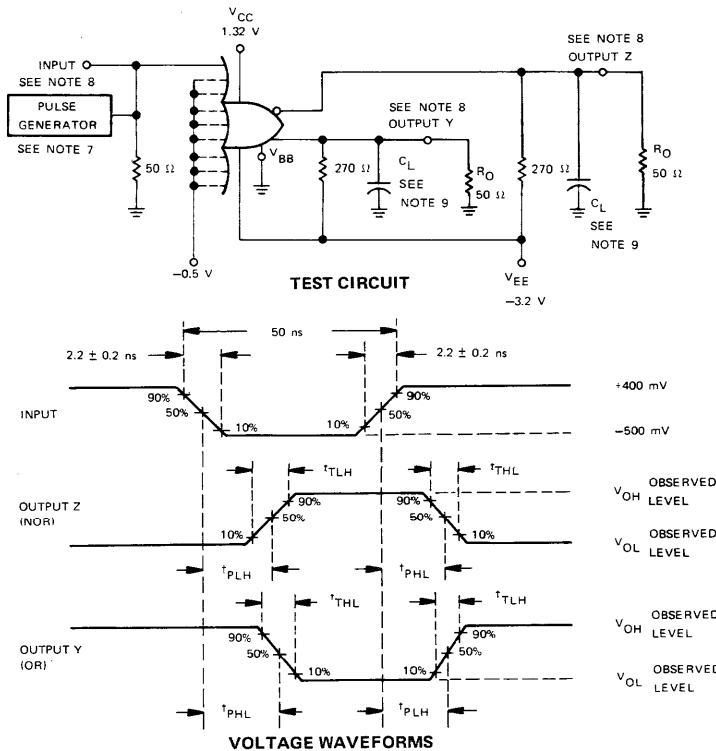 VCC
1.32 V
INPUT
SEE NOTE 8
PULSE
GENERATOR
SEE NOTE 7
50 Ω
-0.5 V
VBB
270 Ω
CL
SEE
NOTE 9
SEE NOTE 8
OUTPUT Y
RO
50 Ω
SEE NOTE 8
OUTPUT Z
270 Ω
CL
SEE
NOTE 9
RO
50 Ω
VEE
-3.2 V
TEST CIRCUIT
50 ns
2.2 ± 0.2 ns
2.2 ± 0.2 ns
INPUT
90%
50%
10%
10%
50%
90%
+400 mV
-500 mV
OUTPUT Z
(NOR)
tTLH
tTHL
10%
50%
90%
90%
50%
10%
VOH OBSERVED
LEVEL
VOL OBSERVED
LEVEL
tPLH
tPHL
OUTPUT Y
(OR)
tTHL
tTLH
90%
50%
10%
10%
50%
90%
VOH OBSERVED
LEVEL
VOL OBSERVED
LEVEL
tPHL
tPLH
VOLTAGE WAVEFORMS